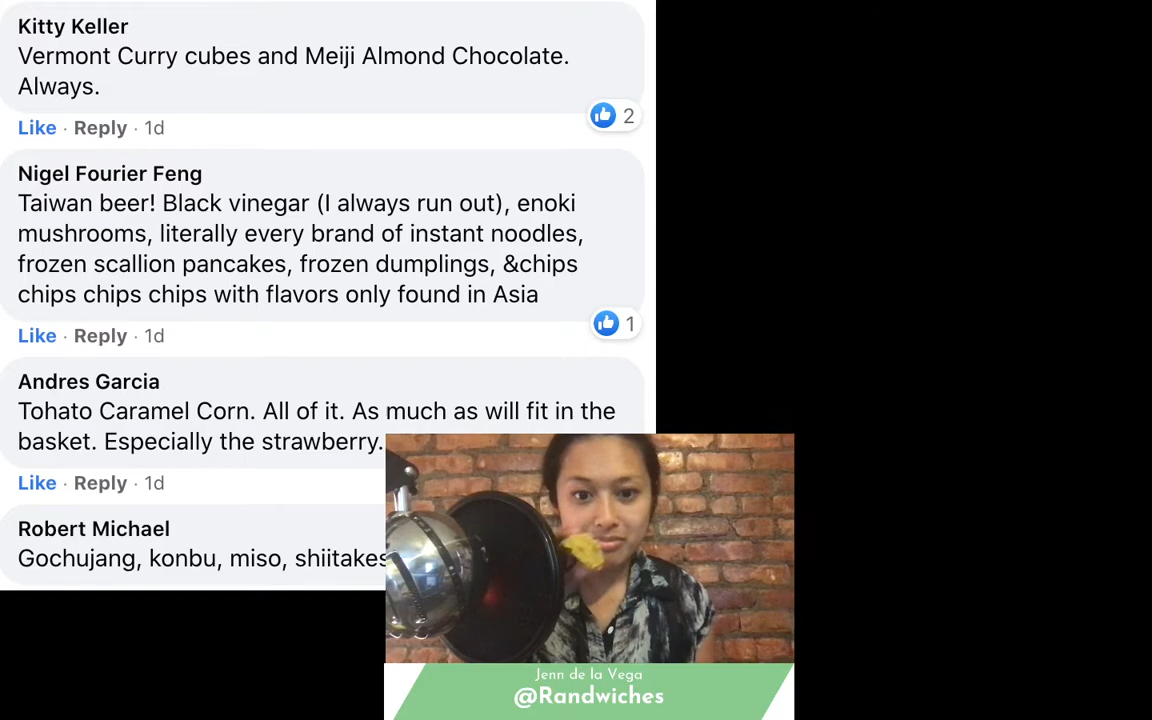 Kitty Keller
Vermont Curry cubes and Meiji Almond Chocolate.
Always.
2
Like · Reply · 1d
Nigel Fourier Feng
Taiwan beer! Black vinegar (I always run out), enoki
mushrooms, literally every brand of instant noodles,
frozen scallion pancakes, frozen dumplings, &chips
chips chips chips with flavors only found in Asia
1
Like · Reply · 1d
Andres Garcia
Tohato Caramel Corn. All of it. As much as will fit in the
basket. Especially the strawberry.
Like · Reply · 1d
Robert Michael
Gochujang, konbu, miso, shiitakes
Jenn de la Vega
@Randwiches